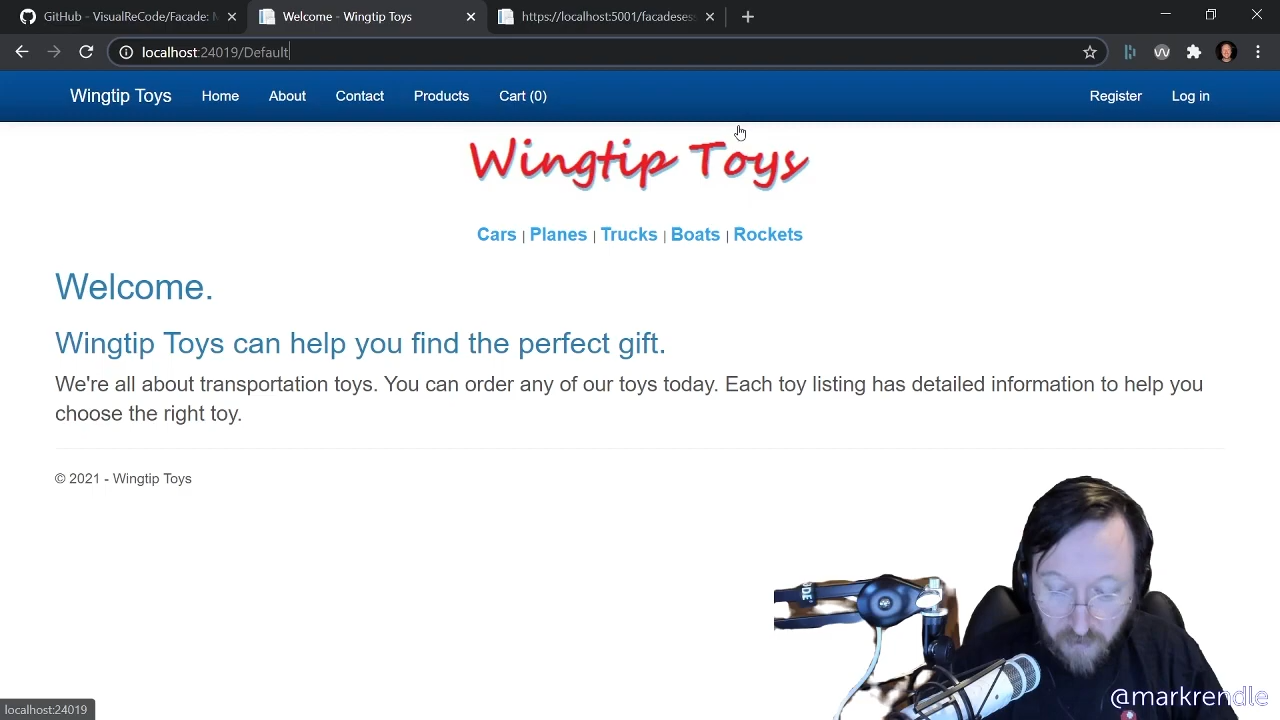 GitHub - VisualReCode/Facade: M
Welcome - Wingtip Toys
https://localhost:5001/facadesess
localhost:24019/Default
Wingtip Toys
Home
About
Contact
Products
Cart (0)
Register
Log in
Wingtip Toys
Cars | Planes | Trucks | Boats | Rockets
Welcome.
Wingtip Toys can help you find the perfect gift.
We're all about transportation toys. You can order any of our toys today. Each toy listing has detailed information to help you
choose the right toy.
© 2021 - Wingtip Toys
localhost:24019
@markrendle